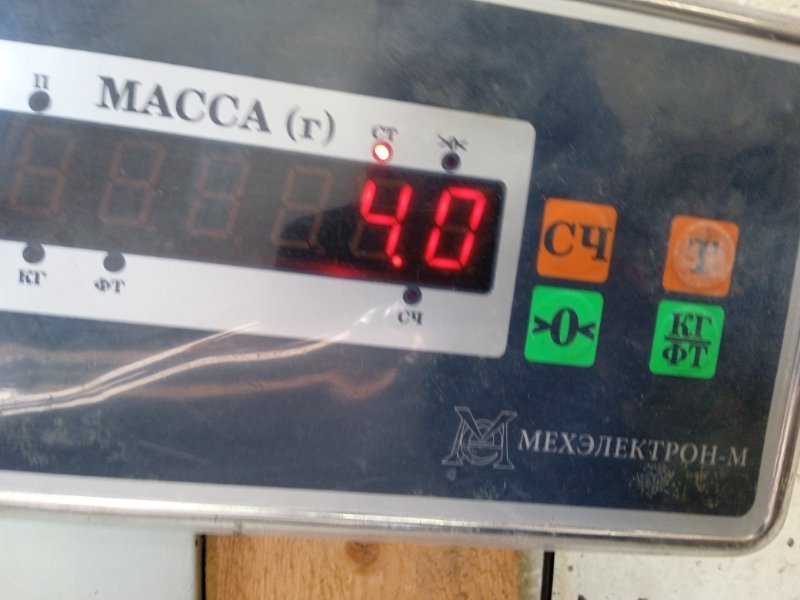 П
МАССА (г)
СТ
>|<
4.0
КГ
ФТ
СЧ
СЧ
Т
>0<
КГ
ФТ
МЕХЭЛЕКТРОН-М